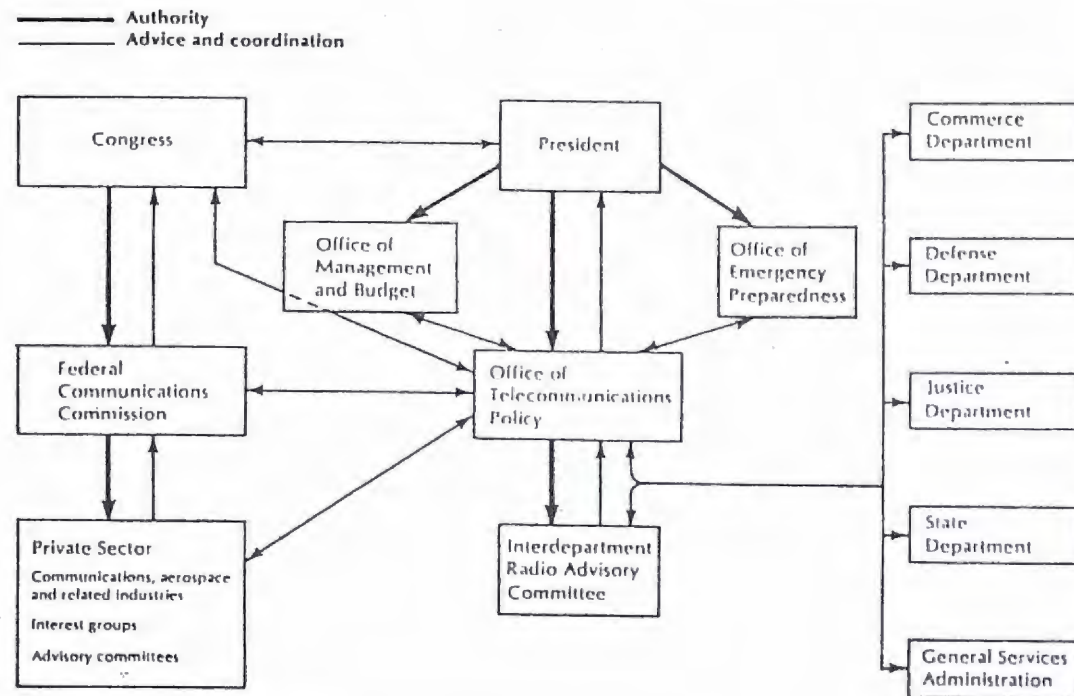 Authority
Advice and coordination
Congress
President
Commerce
Department
Office of
Management
and Budget
Office of
Emergency
Preparedness
Defense
Department
Federal
Communications
Commission
Office of
Telecommunications
Policy
Justice
Department
Private Sector
Communications, aerospace
and related industries
Interest groups
Advisory committees
Interdepartment
Radio Advisory
Committee
State
Department
General Services
Administration